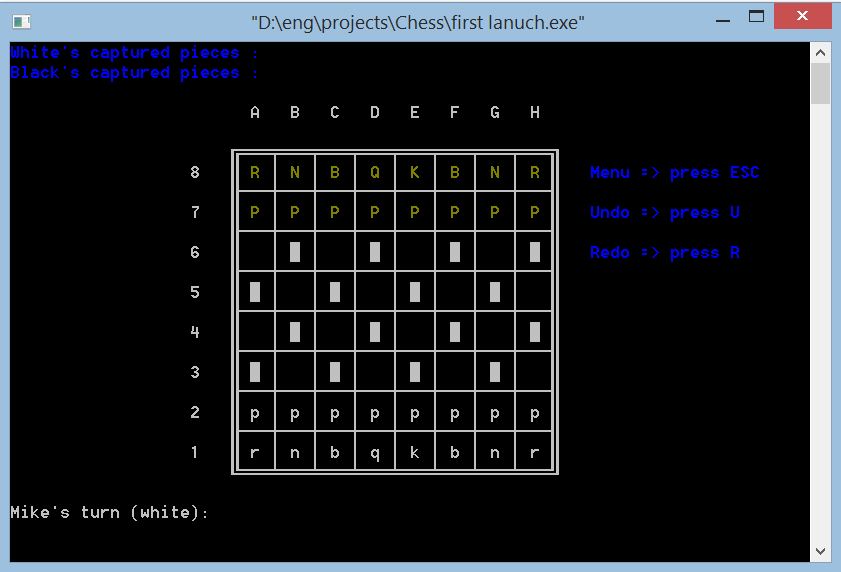 "D:\eng\projects\Chess\first lanuch.exe"
White's captured pieces :
Black's captured pieces :
A B C D E F G H
8 R N B Q K B N R Menu => press ESC
7 P P P P P P P P Undo => press U
6 Redo => press R
5
4
3
2 p p p p p p p p
1 r n b q k b n r
Mike's turn (white):